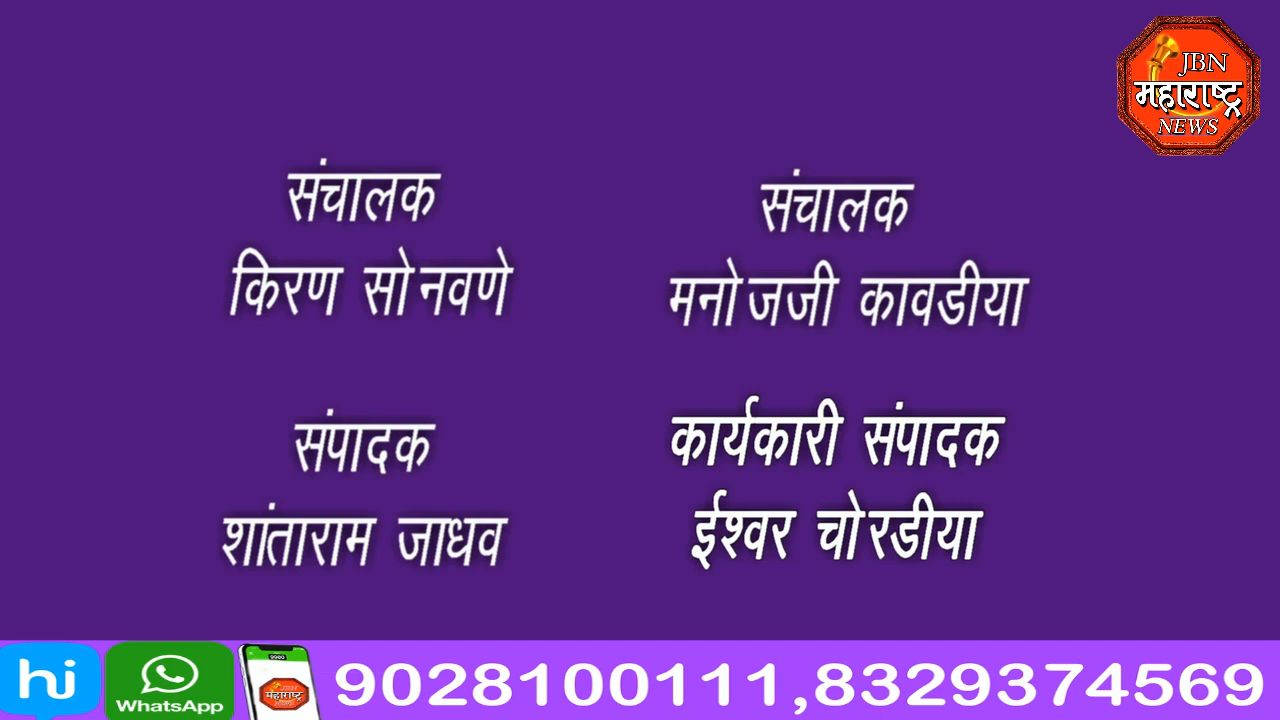 JBN
महाराष्ट्र
NEWS
संचालक
किरण सोनवणे
संचालक
मनोजजी कावडीया
संपादक
शांताराम जाधव
कार्यकारी संपादक
ईश्वर चोरडीया
hi
WhatsApp
महाराष्ट्र
9028100111,8329374569